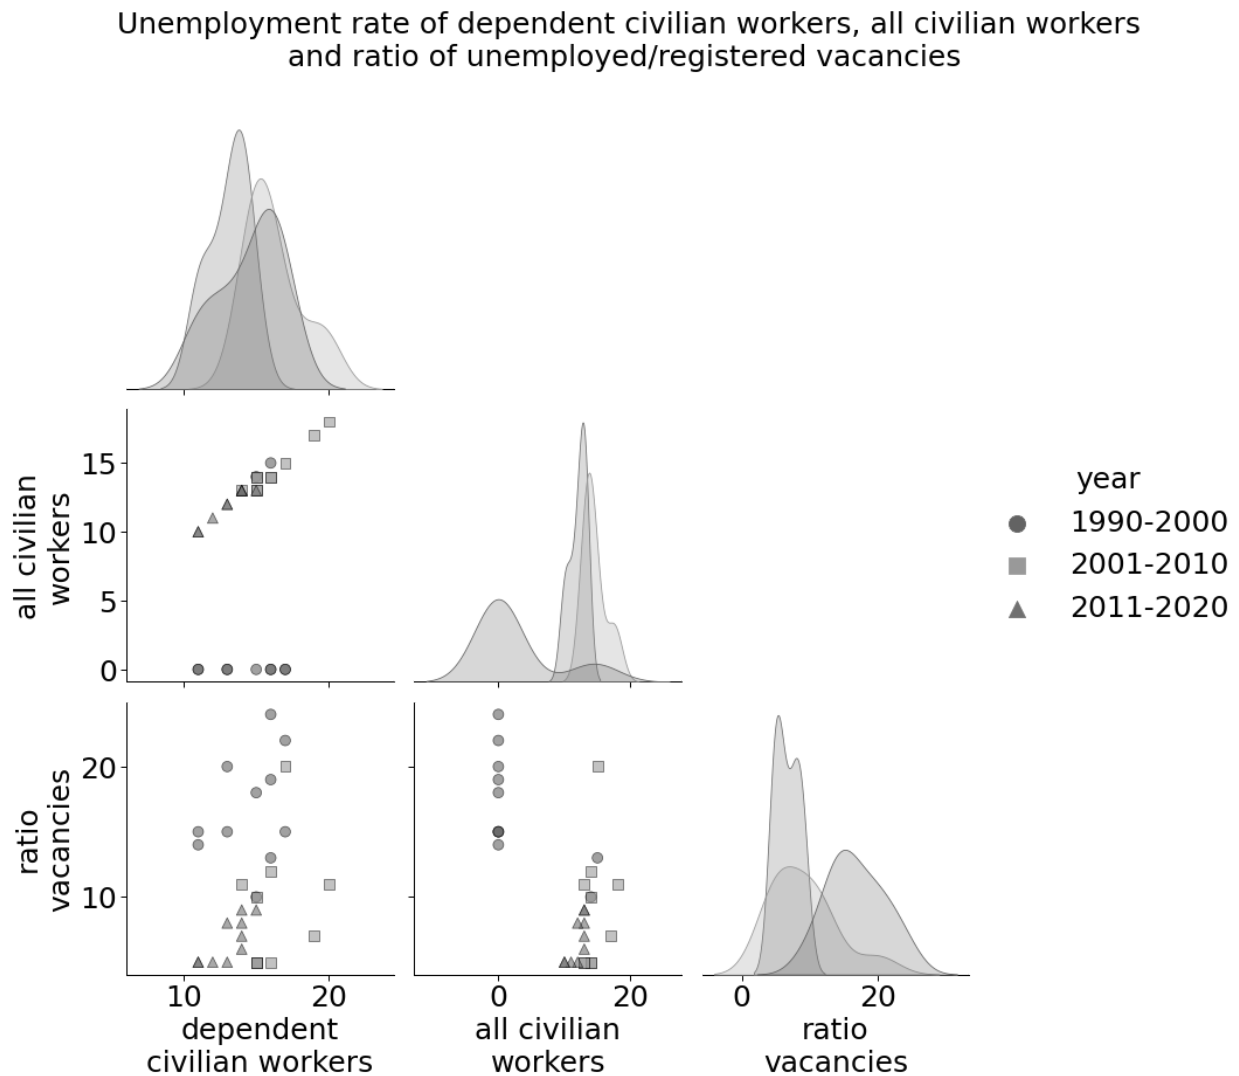 Unemployment rate of dependent civilian workers, all civilian workers
and ratio of unemployed/registered vacancies
all civilian
workers
15
10
5
0
year
1990-2000
2001-2010
2011-2020
ratio
vacancies
20
10
10
20
0
20
0
20
dependent
civilian workers
all civilian
workers
ratio
vacancies